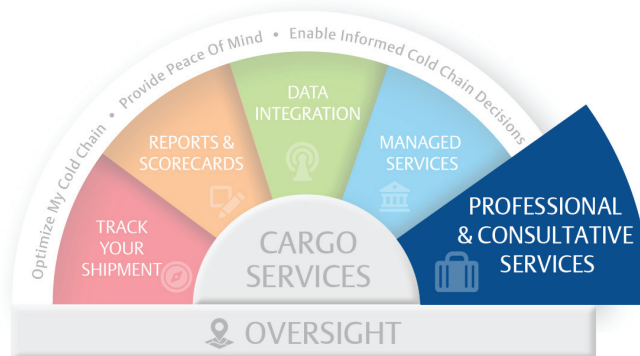 Optimize My Cold Chain • Provide Peace Of Mind • Enable Informed Cold Chain Decisions
TRACK
YOUR
SHIPMENT
REPORTS &
SCORECARDS
DATA
INTEGRATION
MANAGED
SERVICES
PROFESSIONAL
& CONSULTATIVE
SERVICES
CARGO
SERVICES
OVERSIGHT